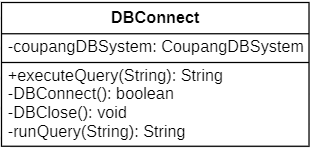 DBConnect
-coupangDBSystem: CoupangDBSystem
+executeQuery(String): String
-DBConnect(): boolean
-DBClose(): void
-runQuery(String): String